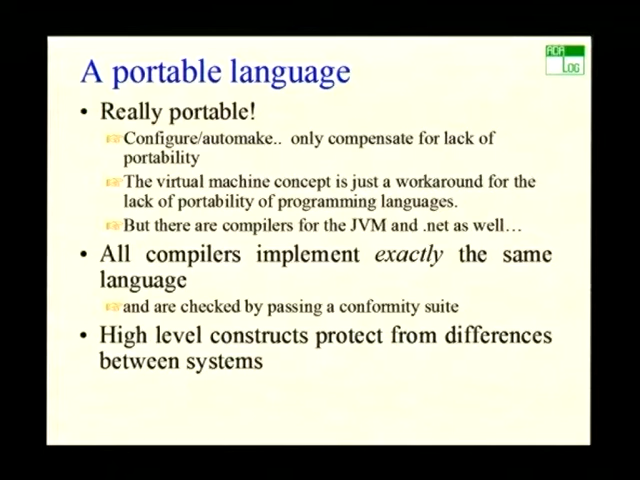 A portable language
ADA
LOG
• Really portable!
Configure/automake.. only compensate for lack of
portability
The virtual machine concept is just a workaround for the
lack of portability of programming languages.
But there are compilers for the JVM and .net as well…
• All compilers implement exactly the same
language
and are checked by passing a conformity suite
• High level constructs protect from differences
between systems